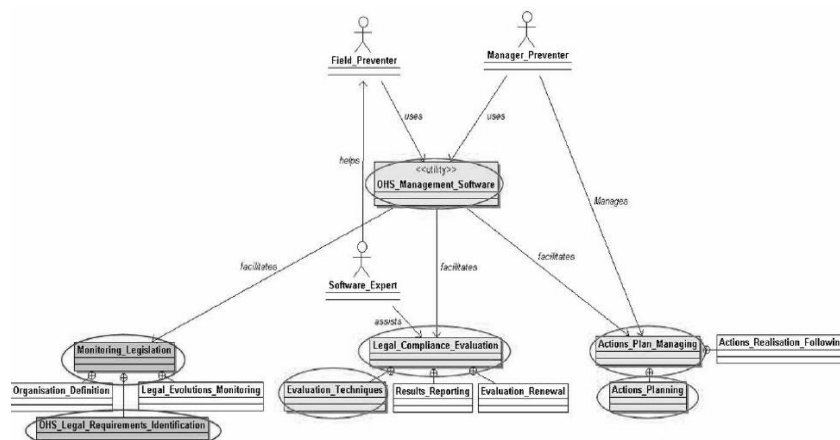 Field_Preventer
Manager_Preventer
uses
uses
helps
<<utility>>
OHS_Management_Software
Manages
facilitates
facilitates
facilitates
Software_Expert
assists
Monitoring_Legislation
Legal_Compliance_Evaluation
Actions_Plan_Managing
Actions_Realisation_Followin
Organisation_Definition
Legal_Evolutions_Monitoring
Evaluation_Techniques
Results_Reporting
Evaluation_Renewal
Actions_Planning
OHS_Legal_Requirements_Identification